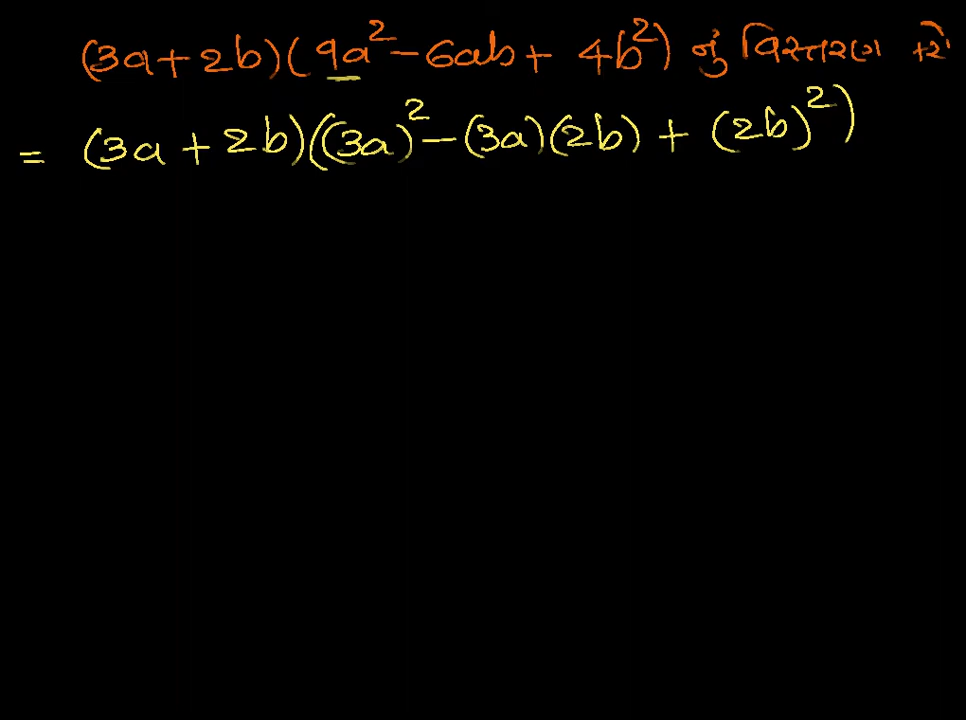 (3a+2b)(9a²-6ab+4b²) નું વિસ્તરણ કરો
= (3a+2b)((3a)²-(3a)(2b)+(2b)²)